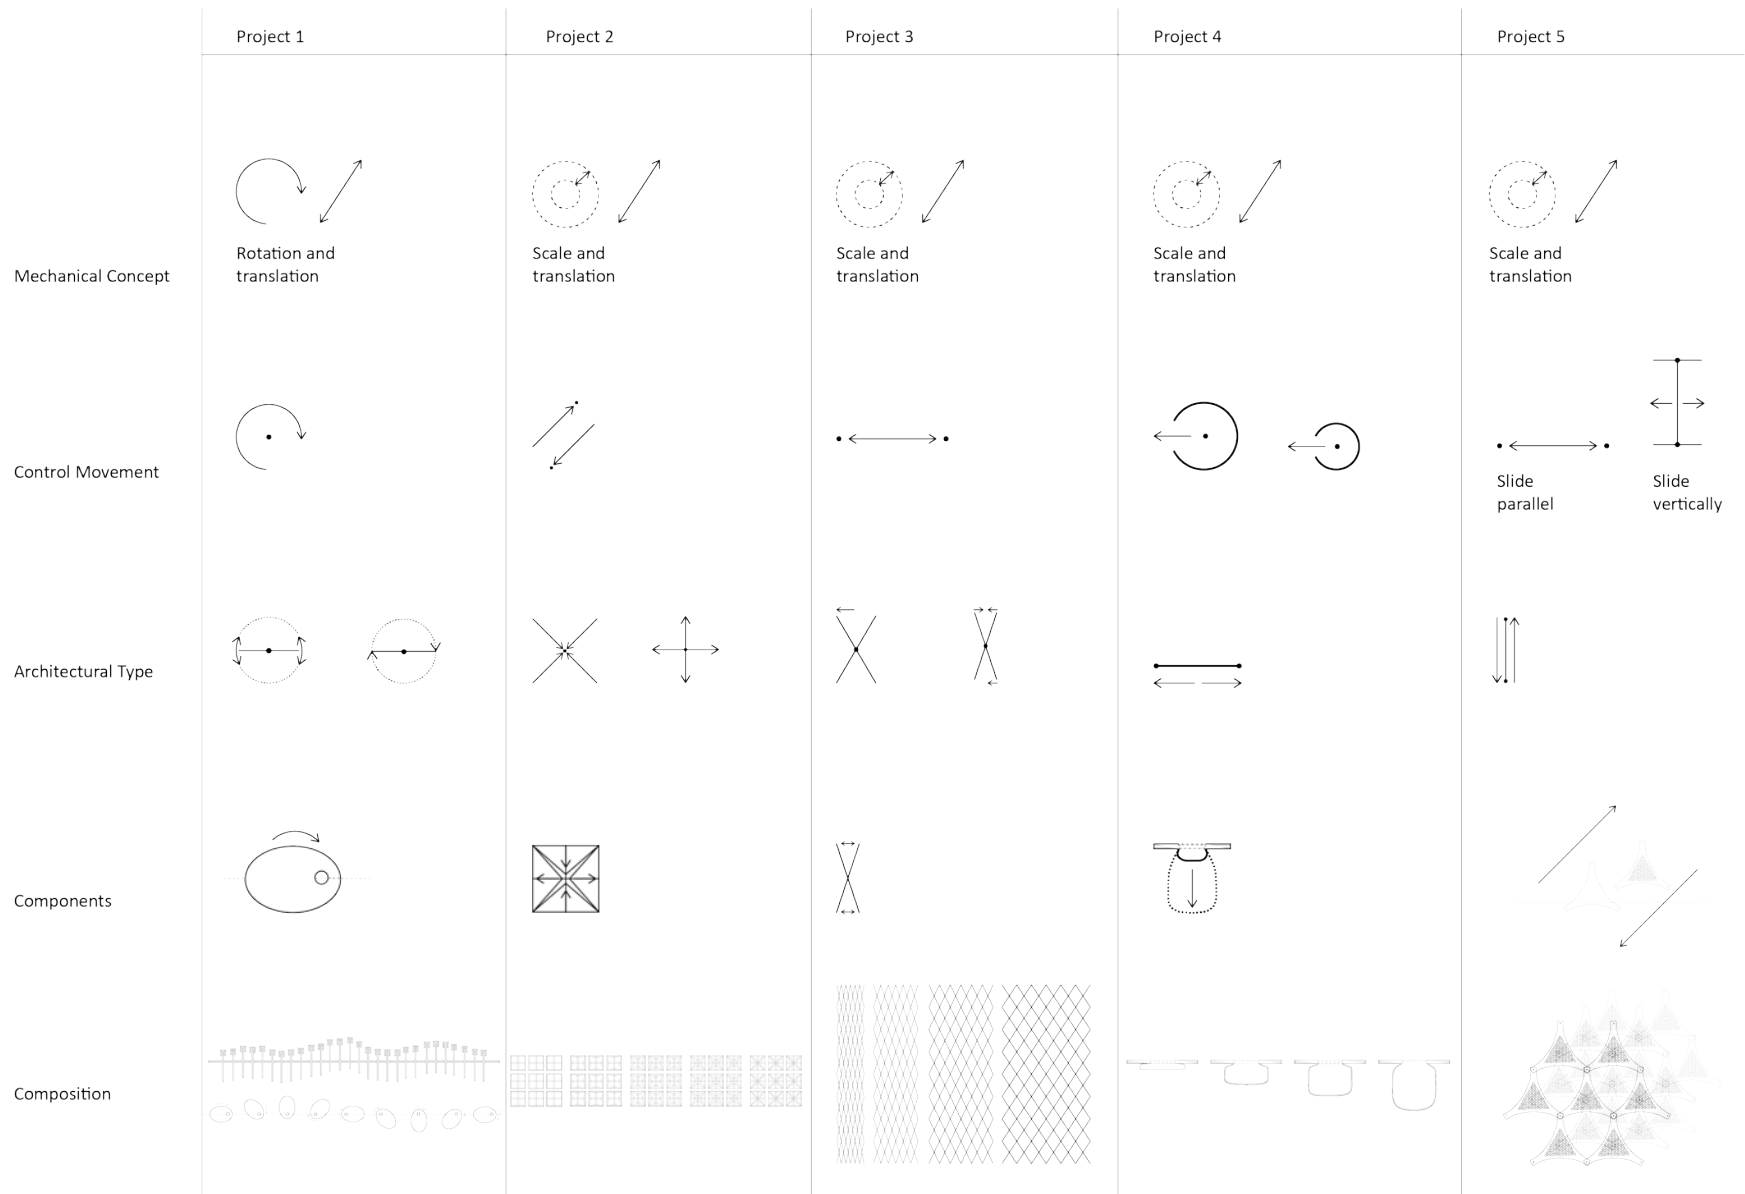 Project 1
Project 2
Project 3
Project 4
Project 5
Mechanical Concept
Rotation and
translation
Scale and
translation
Scale and
translation
Scale and
translation
Scale and
translation
Control Movement
Slide
parallel
Slide
vertically
Architectural Type
Components
Composition